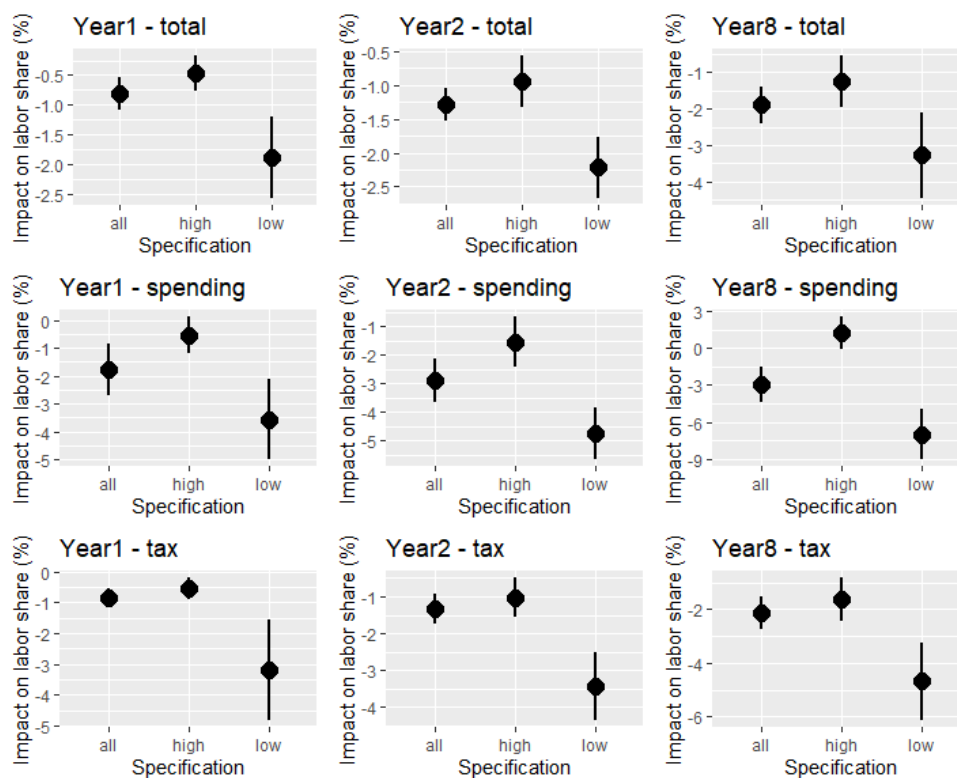 Year1 - total
Impact on labor share (%)
-0.5
-1.0
-1.5
-2.0
-2.5
all high low
Specification
Year2 - total
Impact on labor share (%)
-0.5
-1.0
-1.5
-2.0
-2.5
all high low
Specification
Year8 - total
Impact on labor share (%)
-1
-2
-3
-4
all high low
Specification
Year1 - spending
Impact on labor share (%)
0
-1
-2
-3
-4
-5
all high low
Specification
Year2 - spending
Impact on labor share (%)
-1
-2
-3
-4
-5
all high low
Specification
Year8 - spending
Impact on labor share (%)
3
0
-3
-6
-9
all high low
Specification
Year1 - tax
Impact on labor share (%)
0
-1
-2
-3
-4
-5
all high low
Specification
Year2 - tax
Impact on labor share (%)
-1
-2
-3
-4
all high low
Specification
Year8 - tax
Impact on labor share (%)
-2
-4
-6
all high low
Specification